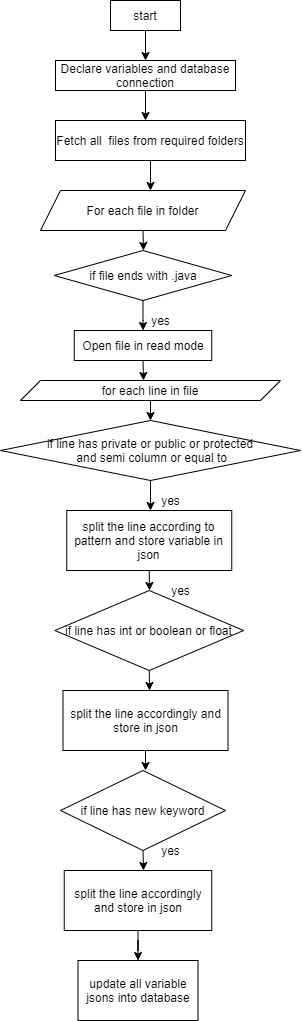 start
Declare variables and database
connection
Fetch all  files from required folders
For each file in folder
if file ends with .java
yes
Open file in read mode
for each line in file
if line has private or public or protected
and semi column or equal to
yes
split the line according to
pattern and store variable in
json
yes
if line has int or boolean or float
split the line accordingly and
store in json
if line has new keyword
yes
split the line accordingly
and store in json
update all variable
jsons into database